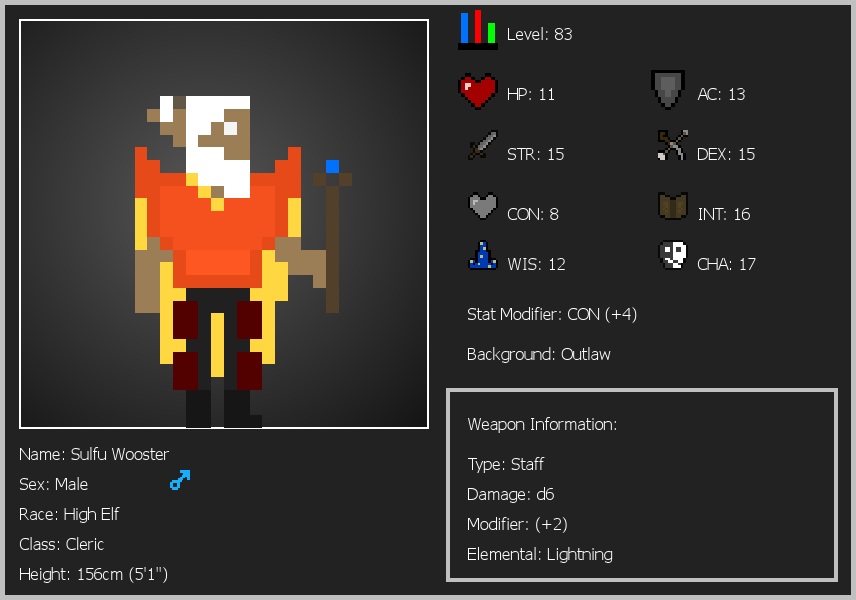 Level: 83
HP: 11
AC: 13
STR: 15
DEX: 15
CON: 8
INT: 16
WIS: 12
CHA: 17
Stat Modifier: CON (+4)
Background: Outlaw
Weapon Information:
Type: Staff
Damage: d6
Modifier: (+2)
Elemental: Lightning
Name: Sulfu Wooster
Sex: Male
Race: High Elf
Class: Cleric
Height: 156cm (5'1")